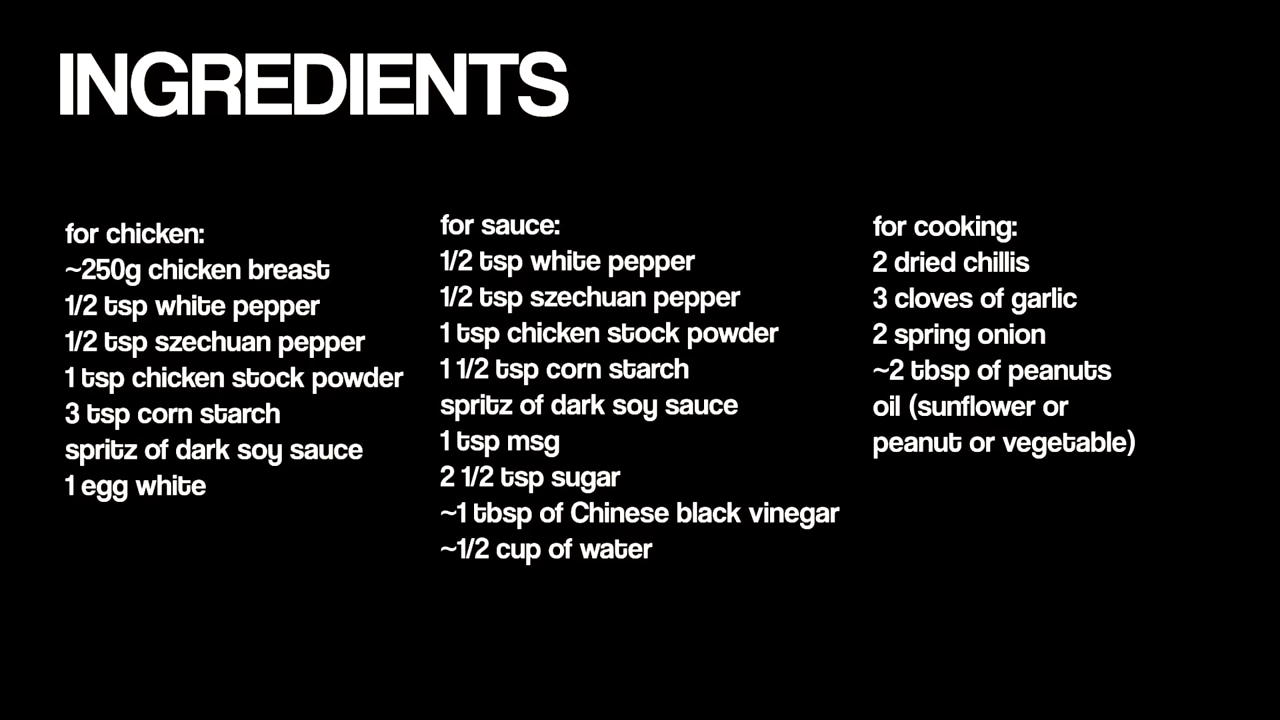 INGREDIENTS
for chicken:
~250g chicken breast
1/2 tsp white pepper
1/2 tsp szechuan pepper
1 tsp chicken stock powder
3 tsp corn starch
spritz of dark soy sauce
1 egg white
for sauce:
1/2 tsp white pepper
1/2 tsp szechuan pepper
1 tsp chicken stock powder
1 1/2 tsp corn starch
spritz of dark soy sauce
1 tsp msg
2 1/2 tsp sugar
~1 tbsp of Chinese black vinegar
~1/2 cup of water
for cooking:
2 dried chillis
3 cloves of garlic
2 spring onion
~2 tbsp of peanuts
oil (sunflower or
peanut or vegetable)